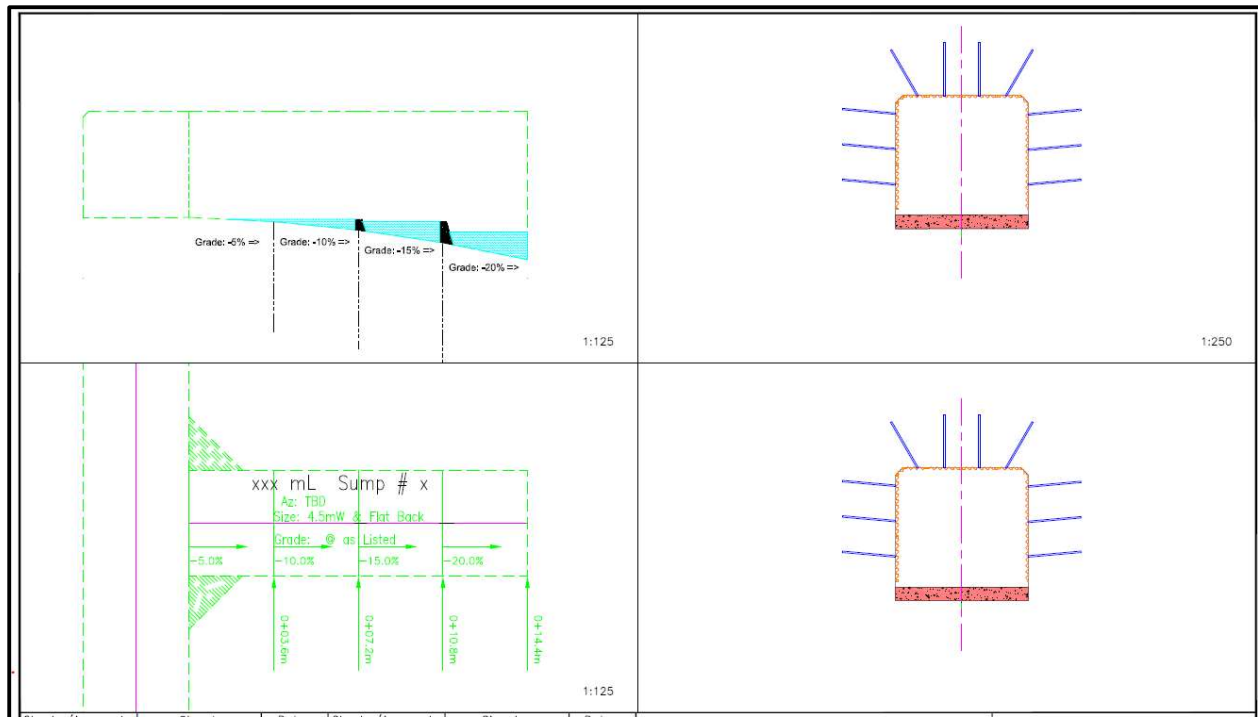 Grade: -5% =>
Grade: -10% =>
Grade: -15% =>
Grade: -20% =>
1:125
1:250
xxx mL Sump # x
Az: TBD
Size: 4.5mW & Flat Back
Grade: @ as Listed
-5.0%
-10.0%
-15.0%
-20.0%
0+03.6m
0+07.2m
0+10.8m
0+14.4m
1:125